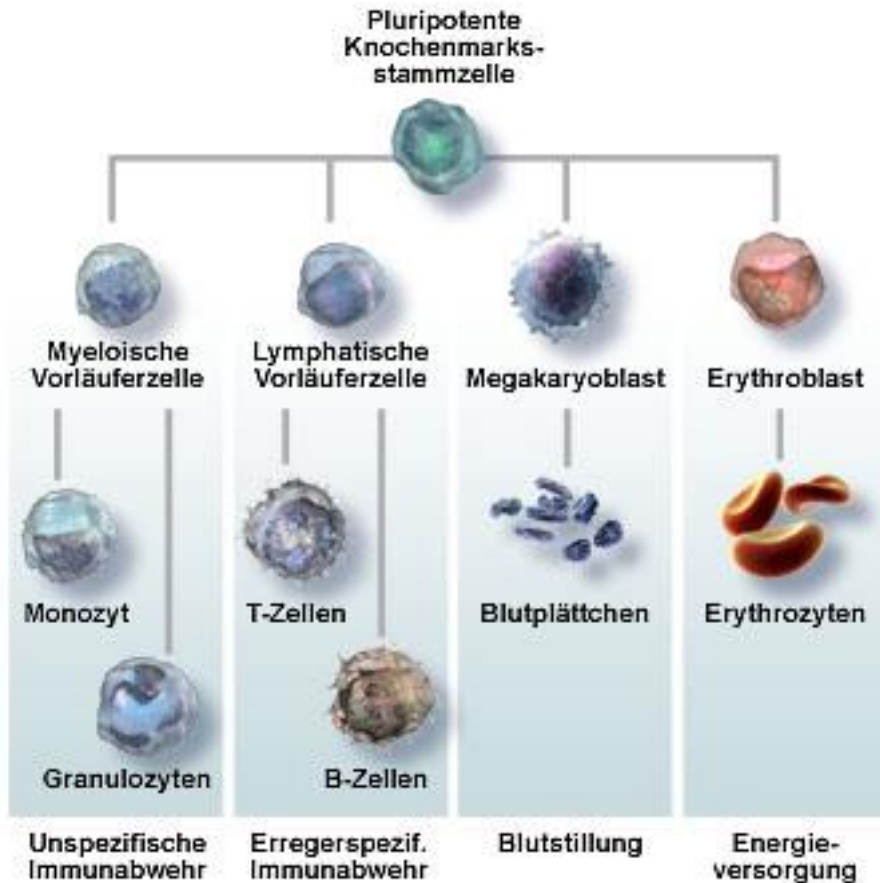 Pluripotente
Knochenmarks-
stammzelle
Myeloische
Vorläuferzelle
Lymphatische
Vorläuferzelle
Megakaryoblast
Erythroblast
Monozyt
T-Zellen
Blutplättchen
Erythrozyten
Granulozyten
B-Zellen
Unspezifische
Immunabwehr
Erregerspezif.
Immunabwehr
Blutstillung
Energie-
versorgung